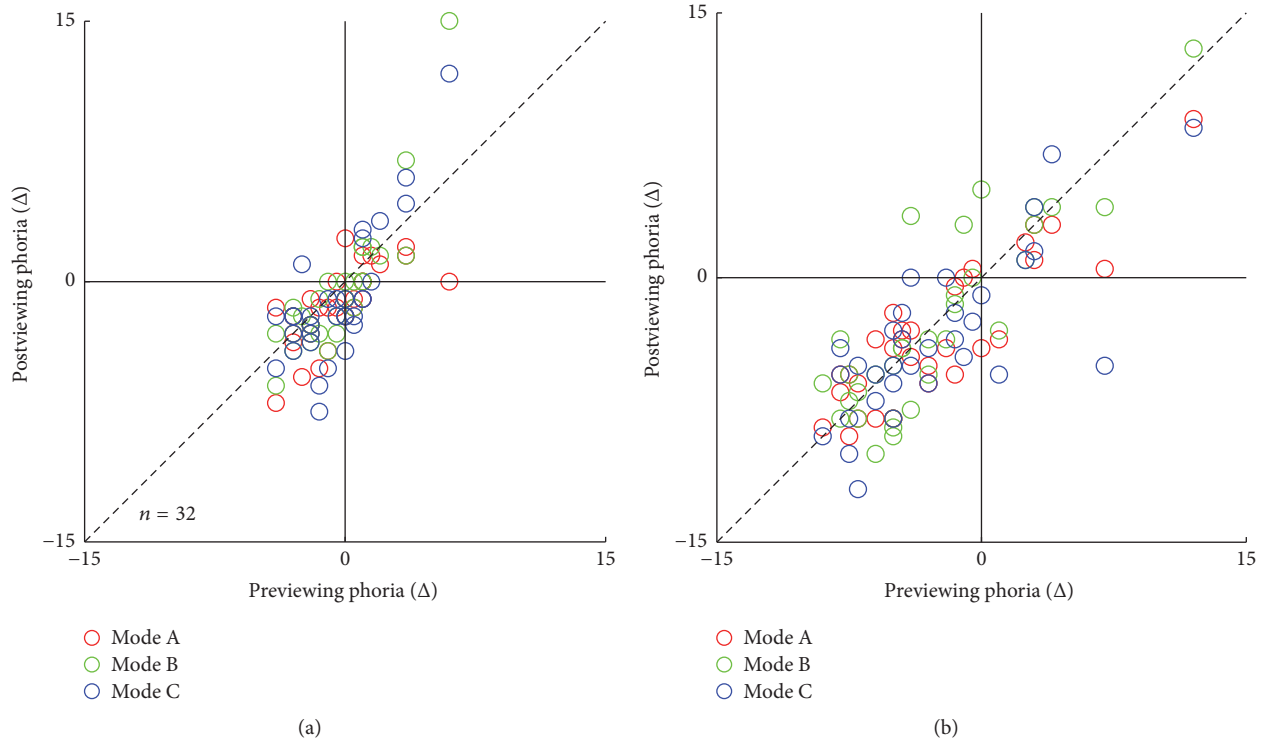 15
Postviewing phoria (Δ)
0
n = 32
−15
−15
0
15
Previewing phoria (Δ)
Mode A
Mode B
Mode C
(a)
15
Postviewing phoria (Δ)
0
−15
−15
0
15
Previewing phoria (Δ)
Mode A
Mode B
Mode C
(b)